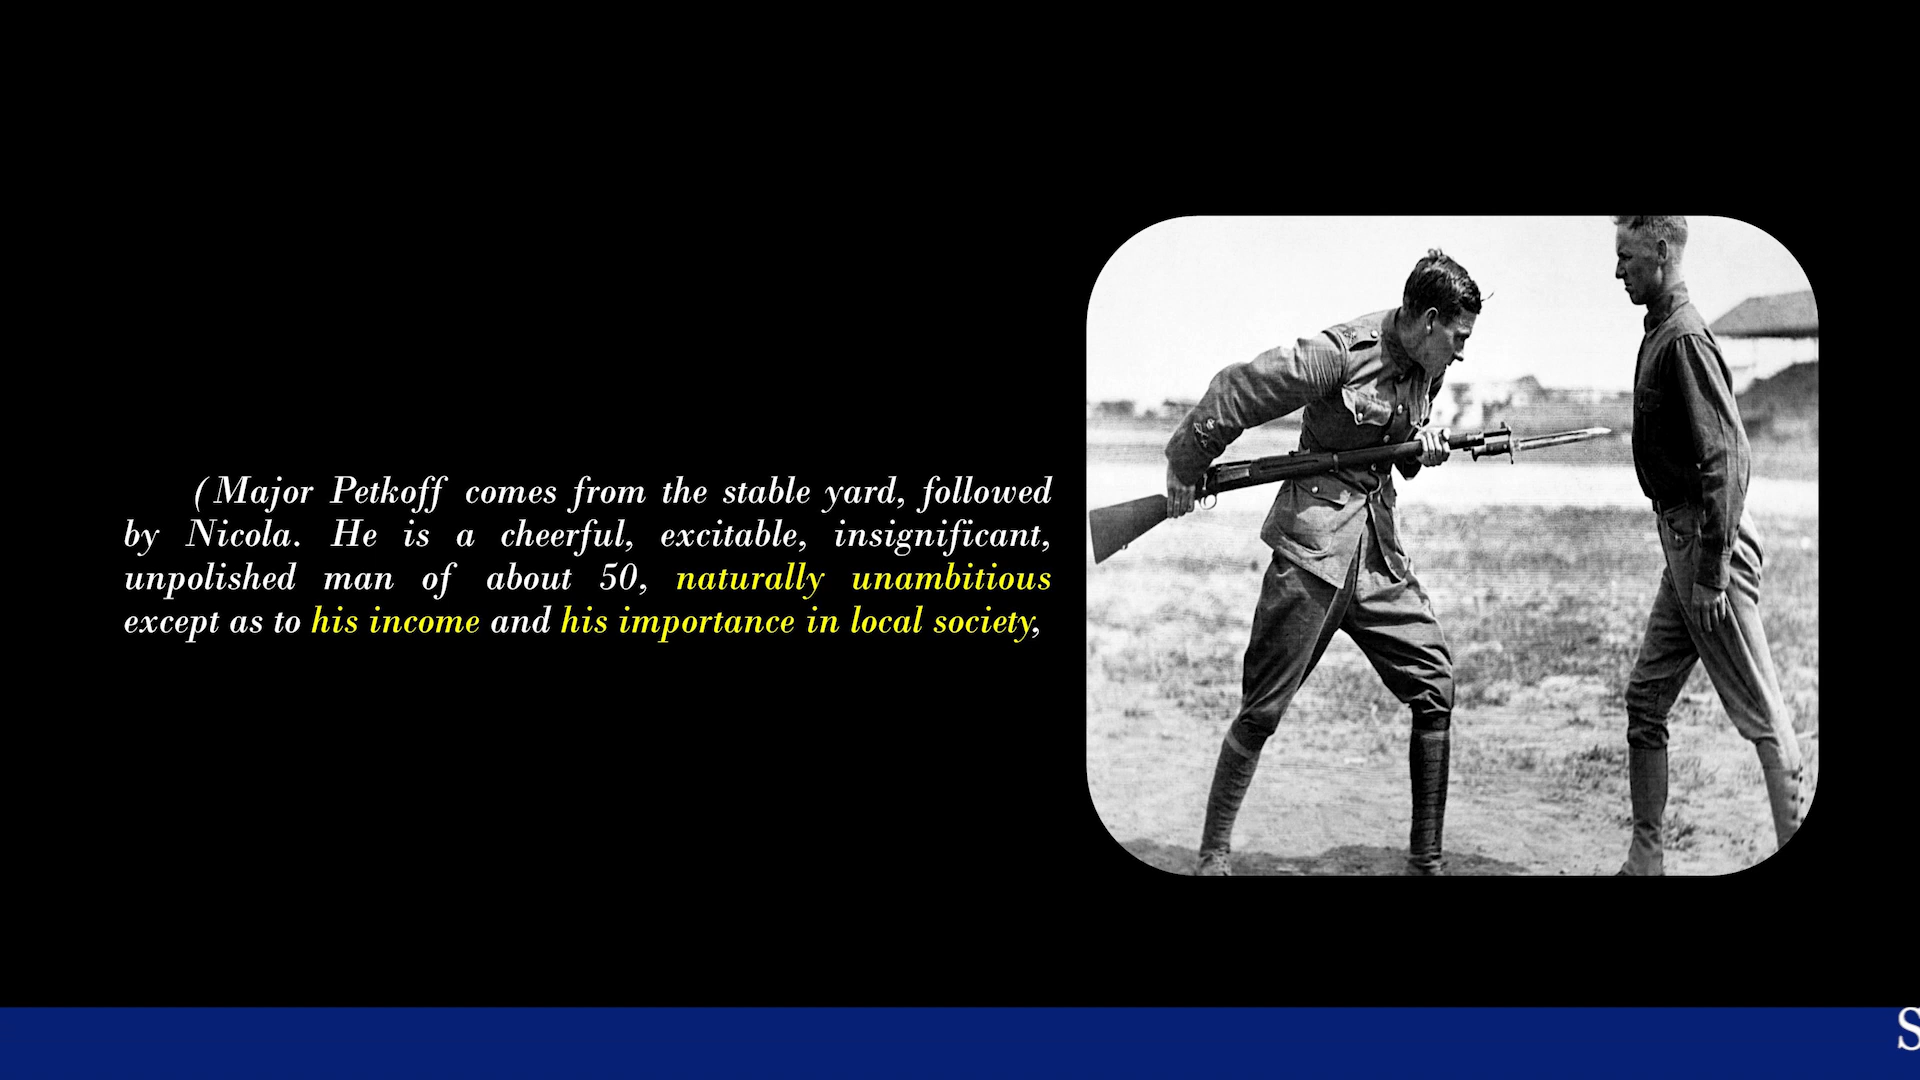 (Major Petkoff comes from the stable yard, followed
by Nicola. He is a cheerful, excitable, insignificant,
unpolished man of about 50, naturally unambitious
except as to his income and his importance in local society,
S